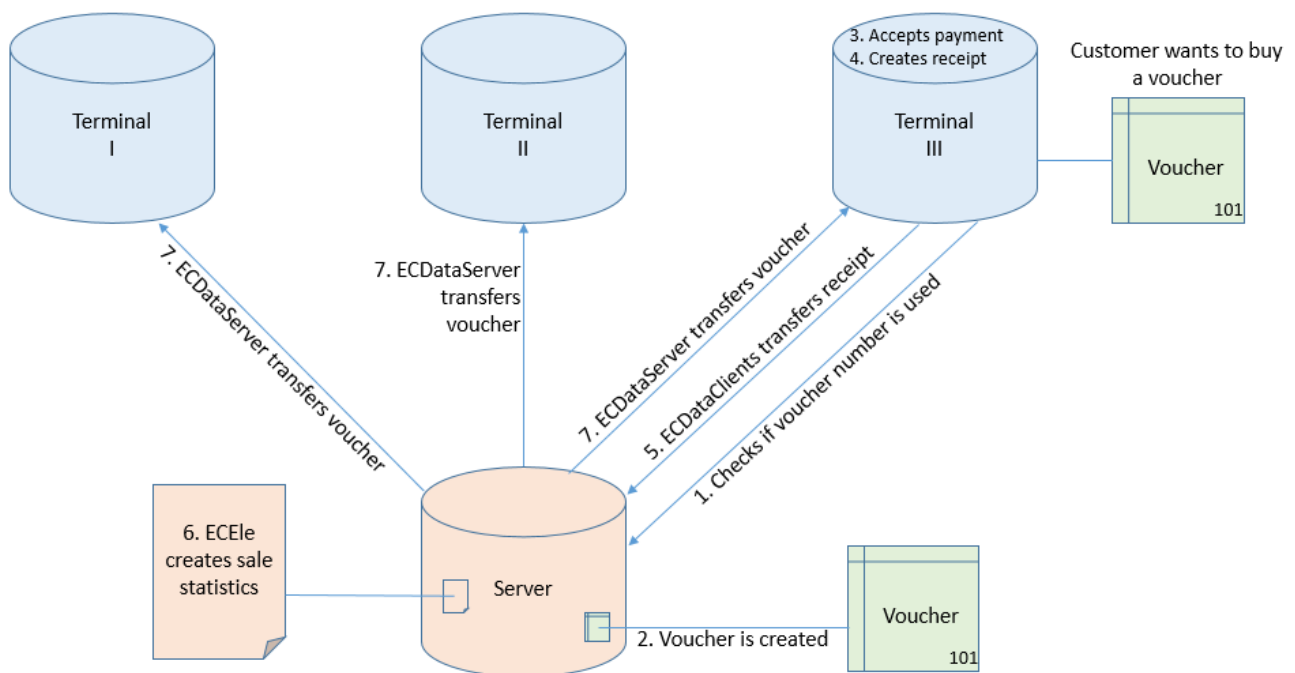 3. Accepts payment
4. Creates receipt
Customer wants to buy
a voucher
Terminal
I
Terminal
II
Terminal
III
Voucher
101
7. ECDataServer transfers voucher
7. ECDataServer
transfers
voucher
7. ECDataServer transfers voucher
5. ECDataClients transfers receipt
1. Checks if voucher number is used
6. ECEle
creates sale
statistics
Server
2. Voucher is created
Voucher
101